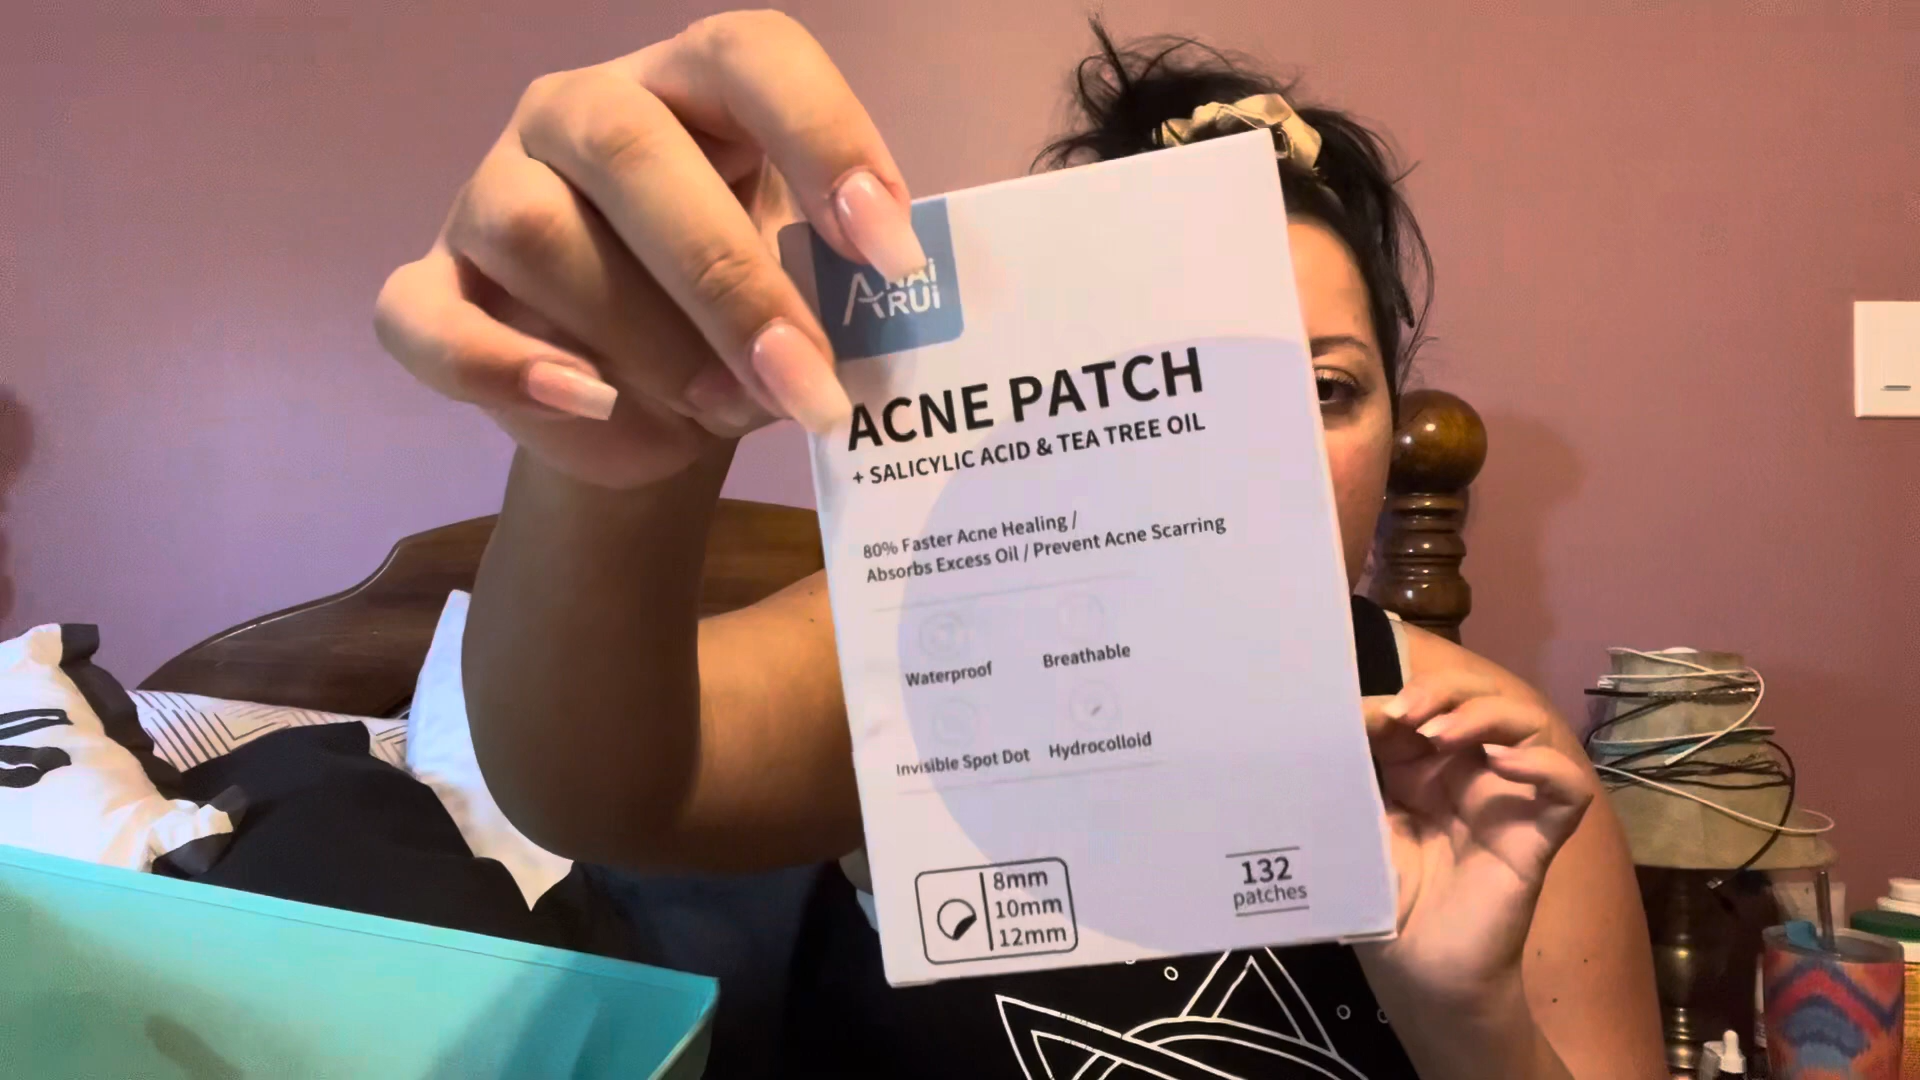 RUi
ACNE PATCH
+ SALICYLIC ACID & TEA TREE OIL
80% Faster Acne Healing /
Absorbs Excess Oil / Prevent Acne Scarring
Waterproof Breathable
Invisible Spot Dot Hydrocolloid
8mm
10mm
12mm
132
patches